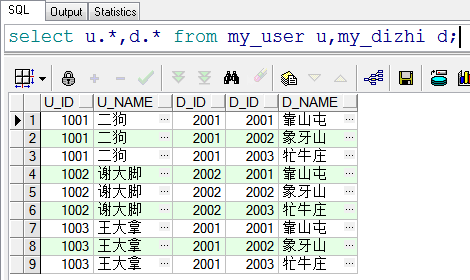 SQL Output Statistics
select u.*,d.* from my_user u,my_dizhi d;
U_ID U_NAME D_ID D_ID D_NAME
1 1001 二狗 ... 2001 2001 靠山屯 ...
2 1001 二狗 ... 2001 2002 象牙山 ...
3 1001 二狗 ... 2001 2003 牤牛庄 ...
4 1002 谢大脚 ... 2002 2001 靠山屯 ...
5 1002 谢大脚 ... 2002 2002 象牙山 ...
6 1002 谢大脚 ... 2002 2003 牤牛庄 ...
7 1003 王大拿 ... 2001 2001 靠山屯 ...
8 1003 王大拿 ... 2001 2002 象牙山 ...
9 1003 王大拿 ... 2001 2003 牤牛庄 ...